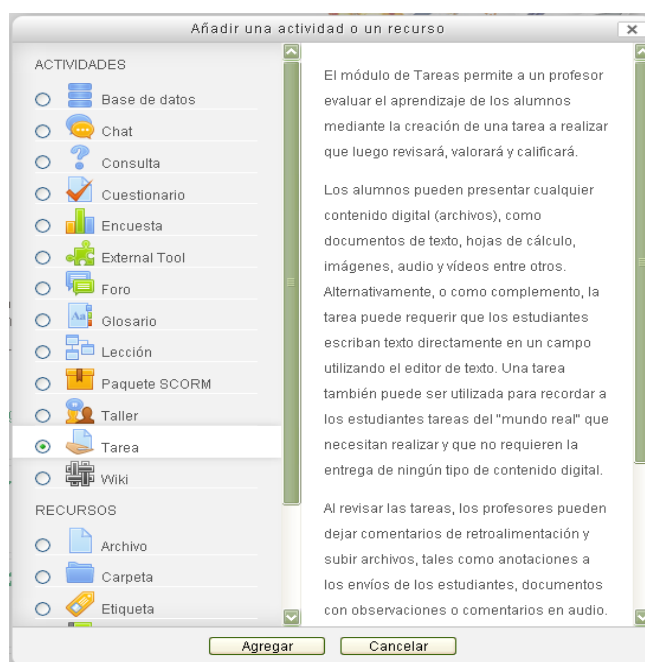 Añadir una actividad o un recurso
ACTIVIDADES
Base de datos
Chat
Consulta
Cuestionario
Encuesta
External Tool
Foro
Glosario
Lección
Paquete SCORM
Taller
Tarea
Wiki
RECURSOS
Archivo
Carpeta
Etiqueta
El módulo de Tareas permite a un profesor
evaluar el aprendizaje de los alumnos
mediante la creación de una tarea a realizar
que luego revisará, valorará y calificará.
Los alumnos pueden presentar cualquier
contenido digital (archivos), como
documentos de texto, hojas de cálculo,
imágenes, audio y vídeos entre otros.
Alternativamente, o como complemento, la
tarea puede requerir que los estudiantes
escriban texto directamente en un campo
utilizando el editor de texto. Una tarea
también puede ser utilizada para recordar a
los estudiantes tareas del "mundo real" que
necesitan realizar y que no requieren la
entrega de ningún tipo de contenido digital.
Al revisar las tareas, los profesores pueden
dejar comentarios de retroalimentación y
subir archivos, tales como anotaciones a
los envíos de los estudiantes, documentos
con observaciones o comentarios en audio.
Agregar
Cancelar